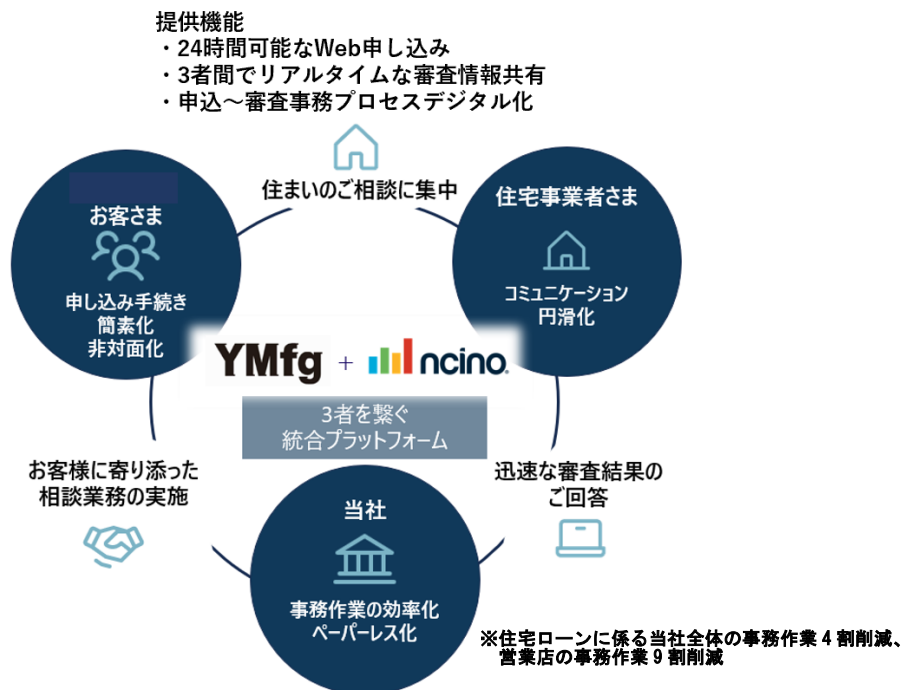 提供機能
・24時間可能なWeb申し込み
・3者間でリアルタイムな審査情報共有
・申込～審査事務プロセスデジタル化
住まいのご相談に集中
お客さま
申し込み手続き
簡素化
非対面化
住宅事業者さま
コミュニケーション
円滑化
YMfg + ncino®
3者を繋ぐ
統合プラットフォーム
お客様に寄り添った
相談業務の実施
迅速な審査結果の
ご回答
当社
事務作業の効率化
ペーパーレス化
※住宅ローンに係る当社全体の事務作業４割削減、
営業店の事務作業９割削減